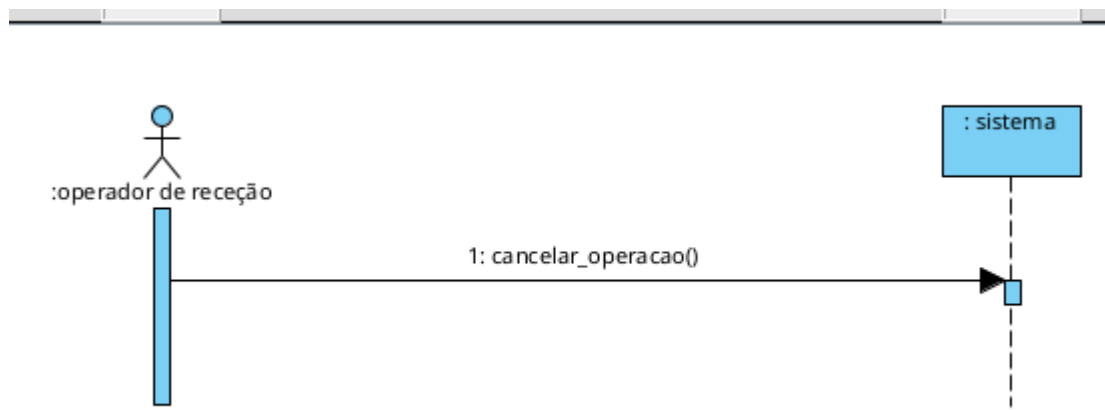 : sistema
:operador de receção
1: cancelar_operacao()